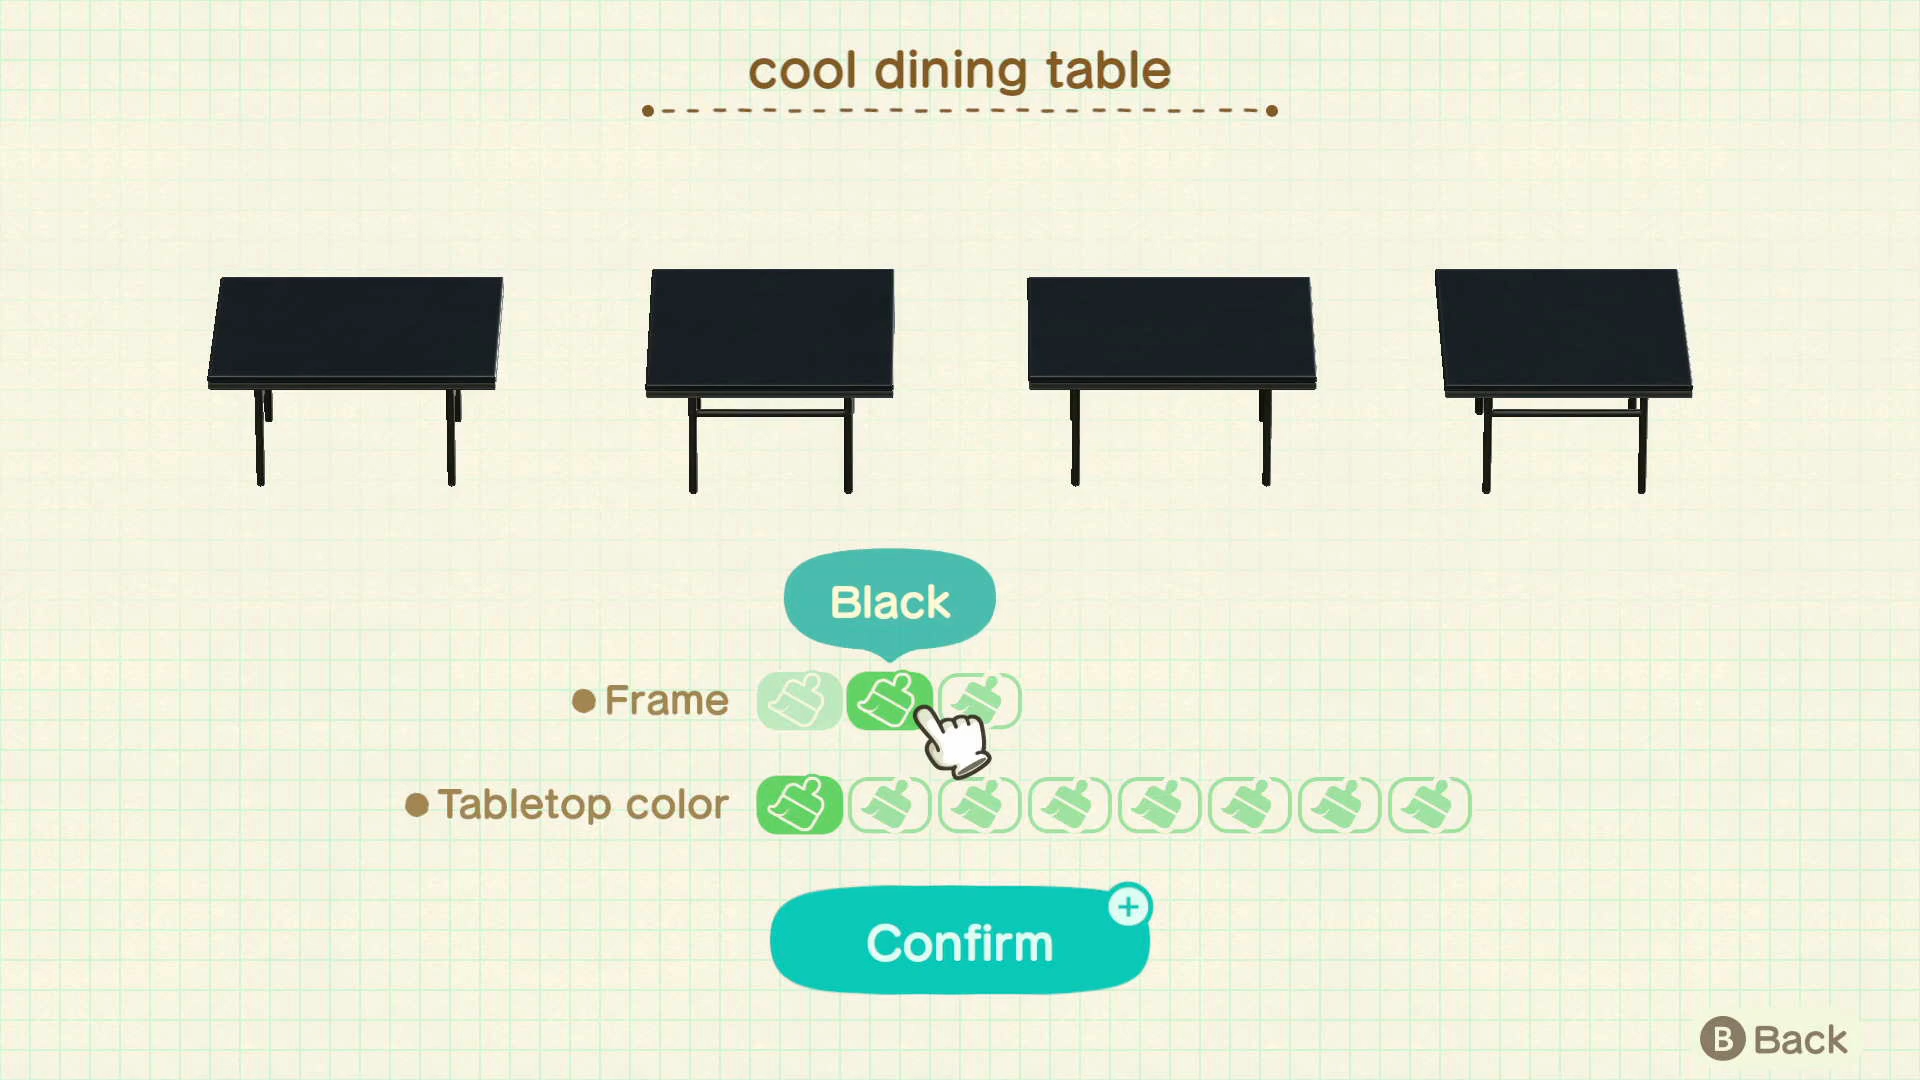 cool dining table
Black
Frame
Tabletop color
+
Confirm
B Back